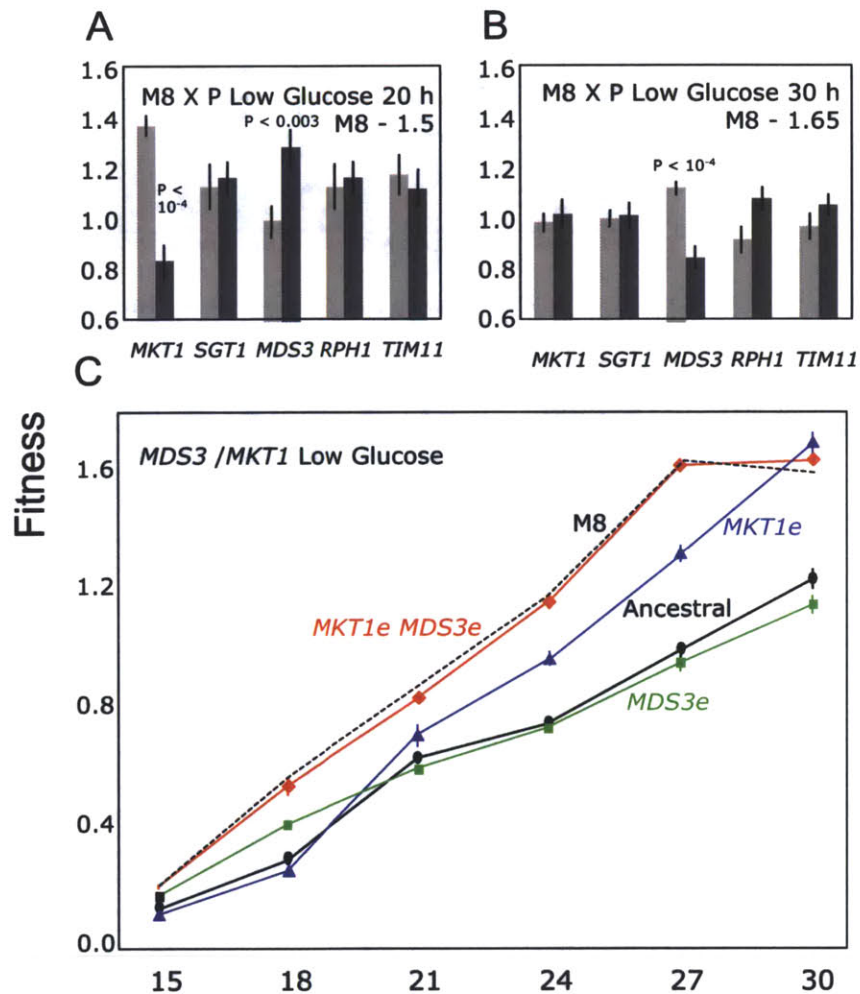 A
B
1.6
1.4
1.2
1.0
0.8
0.6
M8 X P Low Glucose 20 h
M8 - 1.5
P < 0.003
P <
10-4
MKT1 SGT1 MDS3 RPH1 TIM11
1.6
1.4
1.2
1.0
0.8
0.6
M8 X P Low Glucose 30 h
M8 - 1.65
P < 10-4
MKT1 SGT1 MDS3 RPH1 TIM11
C
Fitness
1.6
1.2
0.8
0.4
0.0
MDS3 /MKT1 Low Glucose
M8
MKT1e
MKT1e MDS3e
Ancestral
MDS3e
15 18 21 24 27 30